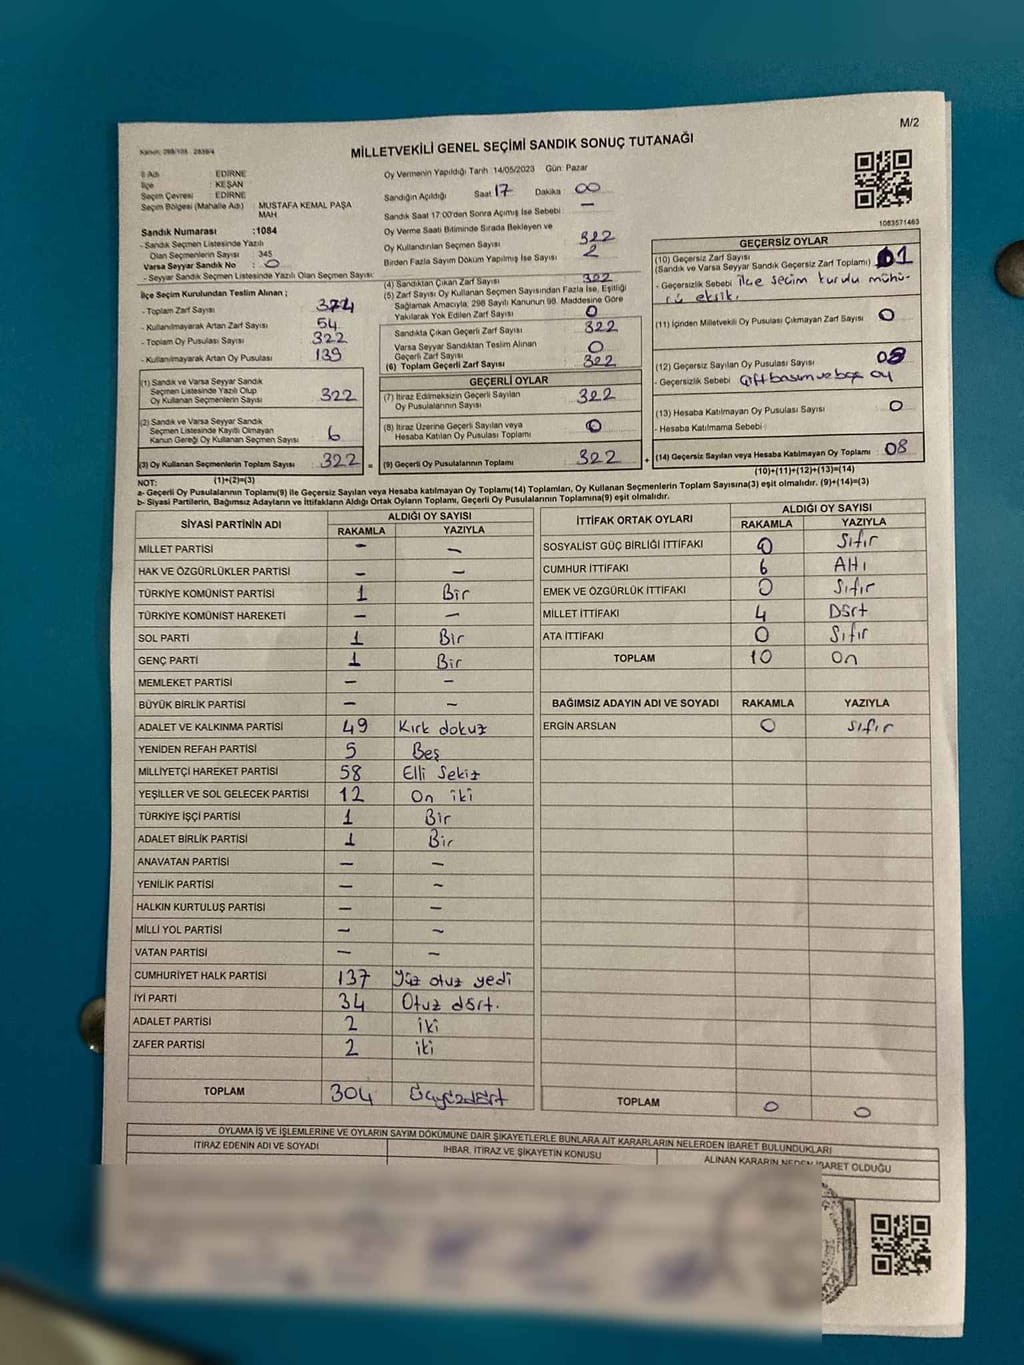 M/2
MİLLETVEKİLİ GENEL SEÇİMİ SANDIK SONUÇ TUTANAĞI
İl Adı : EDİRNE
İlçe : KEŞAN
Seçim Çevresi : EDİRNE
Seçim Bölgesi (Mahalle Adı) : MUSTAFA KEMAL PAŞA MAH
Sandık Numarası :1084
- Sandık Seçmen Listesinde Yazılı
Olan Seçmenlerin Sayısı : 345
Varsa Seyyar Sandık No : 0
- Seyyar Sandık Seçmen Listesinde Yazılı Olan Seçmen Sayısı:
Oy Vermenin Yapıldığı Tarih :14/05/2023 Gün: Pazar
Sandığın Açıldığı Saat 17 Dakika 00
Sandık Saat 17:00'den Sonra Açılmış İse Sebebi : —
Oy Verme Saati Bitiminde Sırada Bekleyen ve
Oy Kullandırılan Seçmen Sayısı : 322
Birden Fazla Sayım Döküm Yapılmış İse Sayısı : 2
1083571463
İlçe Seçim Kurulundan Teslim Alınan ;
- Toplam Zarf Sayısı : 374
- Kullanılmayarak Artan Zarf Sayısı : 54
- Toplam Oy Pusulası Sayısı : 322
- Kullanılmayarak Artan Oy Pusulası : 139
(1) Sandık ve Varsa Seyyar Sandık
Seçmen Listesinde Yazılı Olup
Oy Kullanan Seçmenlerin Sayısı : 322
(2) Sandık ve Varsa Seyyar Sandık
Seçmen Listesinde Kayıtlı Olmayan
Kanun Gereği Oy Kullanan Seçmen Sayısı : 6
(3) Oy Kullanan Seçmenlerin Toplam Sayısı : 322 =
(1)+(2)=(3)
(4) Sandıktan Çıkan Zarf Sayısı : 322
(5) Zarf Sayısı Oy Kullanan Seçmen Sayısından Fazla İse, Eşitliği
Sağlamak Amacıyla, 298 Sayılı Kanunun 98. Maddesine Göre
Yakılarak Yok Edilen Zarf Sayısı : 0
Sandıkta Çıkan Geçerli Zarf Sayısı : 322
Varsa Seyyar Sandıktan Teslim Alınan
Geçerli Zarf Sayısı : 0
(6) Toplam Geçerli Zarf Sayısı : 322
GEÇERLİ OYLAR
(7) İtiraz Edilmeksizin Geçerli Sayılan
Oy Pusulalarının Sayısı : 322
(8) İtiraz Üzerine Geçerli Sayılan veya
Hesaba Katılan Oy Pusulası Toplamı : 0
(9) Geçerli Oy Pusulalarının Toplamı : 322 +
GEÇERSİZ OYLAR
(10) Geçersiz Zarf Sayısı
(Sandık ve Varsa Seyyar Sandık Geçersiz Zarf Toplamı) : 01
- Geçersizlik Sebebi : İlçe seçim kurulu mühü-
rü eksik.
(11) İçinden Milletvekili Oy Pusulası Çıkmayan Zarf Sayısı : 0
(12) Geçersiz Sayılan Oy Pusulası Sayısı : 08
- Geçersizlik Sebebi : Çift basım ve boş oy
(13) Hesaba Katılmayan Oy Pusulası Sayısı : 0
- Hesaba Katılmama Sebebi :
(14) Geçersiz Sayılan veya Hesaba Katılmayan Oy Toplamı : 08
(10)+(11)+(12)+(13)=(14)
NOT:
a- Geçerli Oy Pusulalarının Toplamı(9) ile Geçersiz Sayılan veya Hesaba katılmayan Oy Toplamı(14) Toplamları, Oy Kullanan Seçmenlerin Toplam Sayısına(3) eşit olmalıdır. (9)+(14)=(3)
b- Siyasi Partilerin, Bağımsız Adayların ve İttifakların Aldığı Ortak Oyların Toplamı, Geçerli Oy Pusulalarının Toplamına(9) eşit olmalıdır.
SİYASİ PARTİNİN ADI ALDIĞI OY SAYISI
RAKAMLA YAZIYLA
MİLLET PARTİSİ — —
HAK VE ÖZGÜRLÜKLER PARTİSİ — —
TÜRKİYE KOMÜNİST PARTİSİ 1 Bir
TÜRKİYE KOMÜNİST HAREKETİ — —
SOL PARTİ 1 Bir
GENÇ PARTİ 1 Bir
MEMLEKET PARTİSİ — —
BÜYÜK BİRLİK PARTİSİ — —
ADALET VE KALKINMA PARTİSİ 49 Kırk dokuz
YENİDEN REFAH PARTİSİ 5 Beş
MİLLİYETÇİ HAREKET PARTİSİ 58 Elli Sekiz
YEŞİLLER VE SOL GELECEK PARTİSİ 12 On iki
TÜRKİYE İŞÇİ PARTİSİ 1 Bir
ADALET BİRLİK PARTİSİ 1 Bir
ANAVATAN PARTİSİ — —
YENİLİK PARTİSİ — —
HALKIN KURTULUŞ PARTİSİ — —
MİLLİ YOL PARTİSİ — —
VATAN PARTİSİ — —
CUMHURİYET HALK PARTİSİ 137 Yüz otuz yedi
İYİ PARTİ 34 Otuz dört.
ADALET PARTİSİ 2 iki
ZAFER PARTİSİ 2 iki
TOPLAM 304 Üçyüzdört
İTTİFAK ORTAK OYLARI ALDIĞI OY SAYISI
RAKAMLA YAZIYLA
SOSYALİST GÜÇ BİRLİĞİ İTTİFAKI 0 Sıfır
CUMHUR İTTİFAKI 6 Altı
EMEK VE ÖZGÜRLÜK İTTİFAKI 0 Sıfır
MİLLET İTTİFAKI 4 Dört
ATA İTTİFAKI 0 Sıfır
TOPLAM 10 On
BAĞIMSIZ ADAYIN ADI VE SOYADI RAKAMLA YAZIYLA
ERGİN ARSLAN 0 Sıfır
TOPLAM 0 0
OYLAMA İŞ VE İŞLEMLERİNE VE OYLARIN SAYIM DÖKÜMÜNE DAİR ŞİKAYETLERLE BUNLARA AİT KARARLARIN NELERDEN İBARET BULUNDUKLARI
İTİRAZ EDENİN ADI VE SOYADI İHBAR, İTİRAZ VE ŞİKAYETİN KONUSU ALINAN KARARIN NEDEN İBARET OLDUĞU